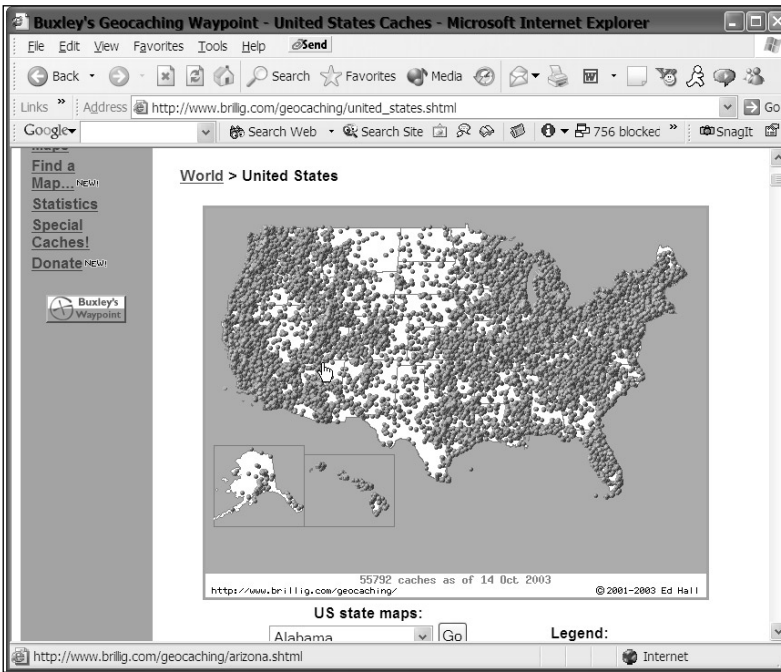 Buxley's Geocaching Waypoint - United States Caches - Microsoft Internet Explorer
File Edit View Favorites Tools Help Send
Back Search Favorites Media
Links » Address http://www.brillig.com/geocaching/united_states.shtml Go
Google Search Web Search Site 756 blocked » SnagIt
Maps
Find a
Map... NEW!
Statistics
Special
Caches!
Donate NEW!
Buxley's
Waypoint
World > United States
55792 caches as of 14 Oct 2003
http://www.brillig.com/geocaching/ ©2001-2003 Ed Hall
US state maps:
Alabama Go
Legend:
http://www.brillig.com/geocaching/arizona.shtml Internet